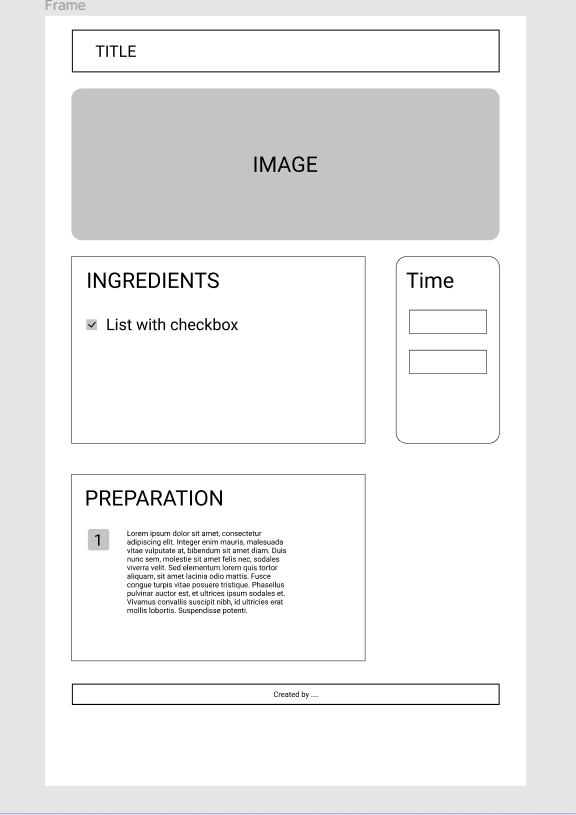 Frame
TITLE
IMAGE
INGREDIENTS
List with checkbox
Time
PREPARATION
1
Lorem ipsum dolor sit amet, consectetur
adipiscing elit. Integer enim mauris, malesuada
vitae vulputate at, bibendum sit amet diam. Duis
nunc sem, molestie sit amet felis nec, sodales
viverra velit. Sed elementum lorem quis tortor
aliquam, sit amet lacinia odio mattis. Fusce
congue turpis vitae posuere tristique. Phasellus
pulvinar auctor est, et ultrices ipsum sodales et.
Vivamus convallis suscipit nibh, id ultricies erat
mollis lobortis. Suspendisse potenti.
Created by ....